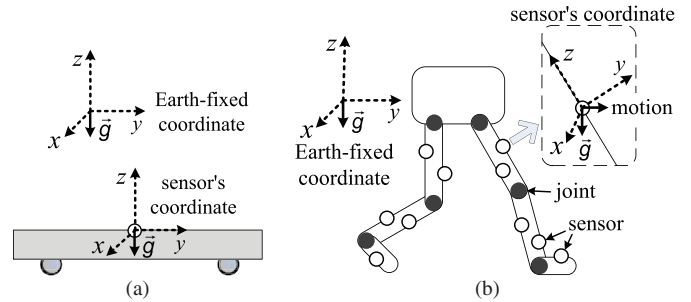 z
x
y
g⃗
Earth-fixed
coordinate
z
sensor's
coordinate
x
y
g⃗
(a)
z
x
y
g⃗
Earth-fixed
coordinate
sensor's coordinate
z
y
motion
x
g⃗
joint
sensor
(b)